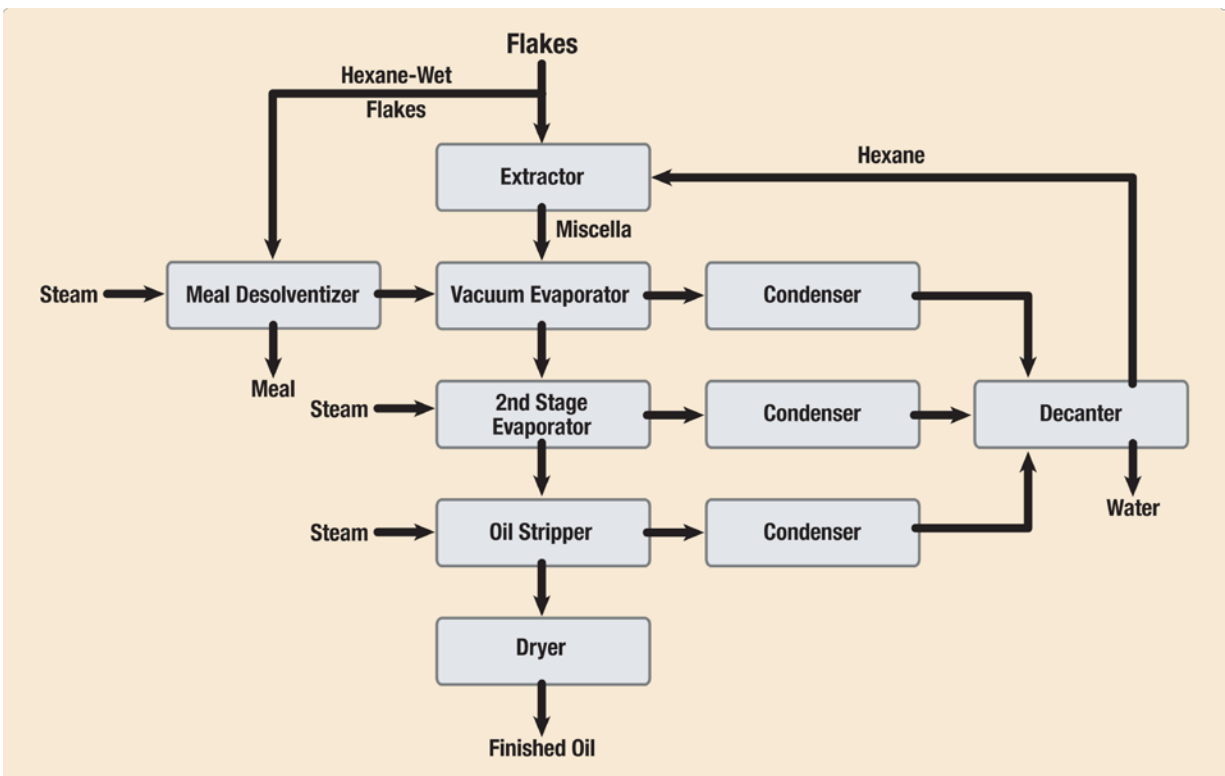 Flakes
Hexane-Wet
Flakes
Hexane
Extractor
Miscella
Steam
Meal Desolventizer
Vacuum Evaporator
Condenser
Meal
Steam
2nd Stage
Evaporator
Condenser
Decanter
Water
Steam
Oil Stripper
Condenser
Dryer
Finished Oil